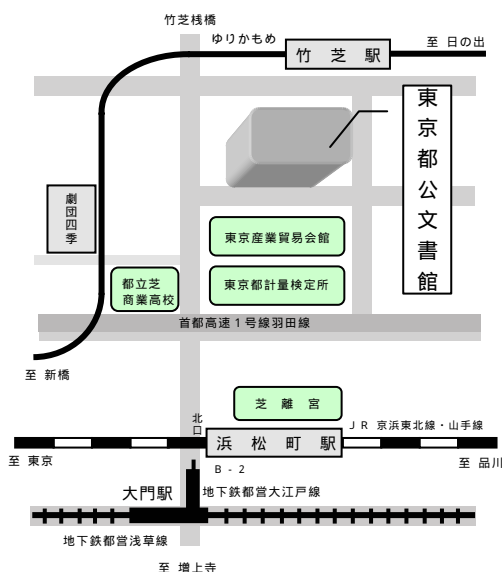 竹芝桟橋
ゆりかもめ
竹芝駅
至 日の出
東京都公文書館
劇団四季
東京産業貿易会館
都立芝
商業高校
東京都計量検定所
首都高速1号線羽田線
至 新橋
芝離宮
北口
JR 京浜東北線・山手線
浜松町駅
至 東京
至 品川
B-2
大門駅
地下鉄都営大江戸線
地下鉄都営浅草線
至 増上寺